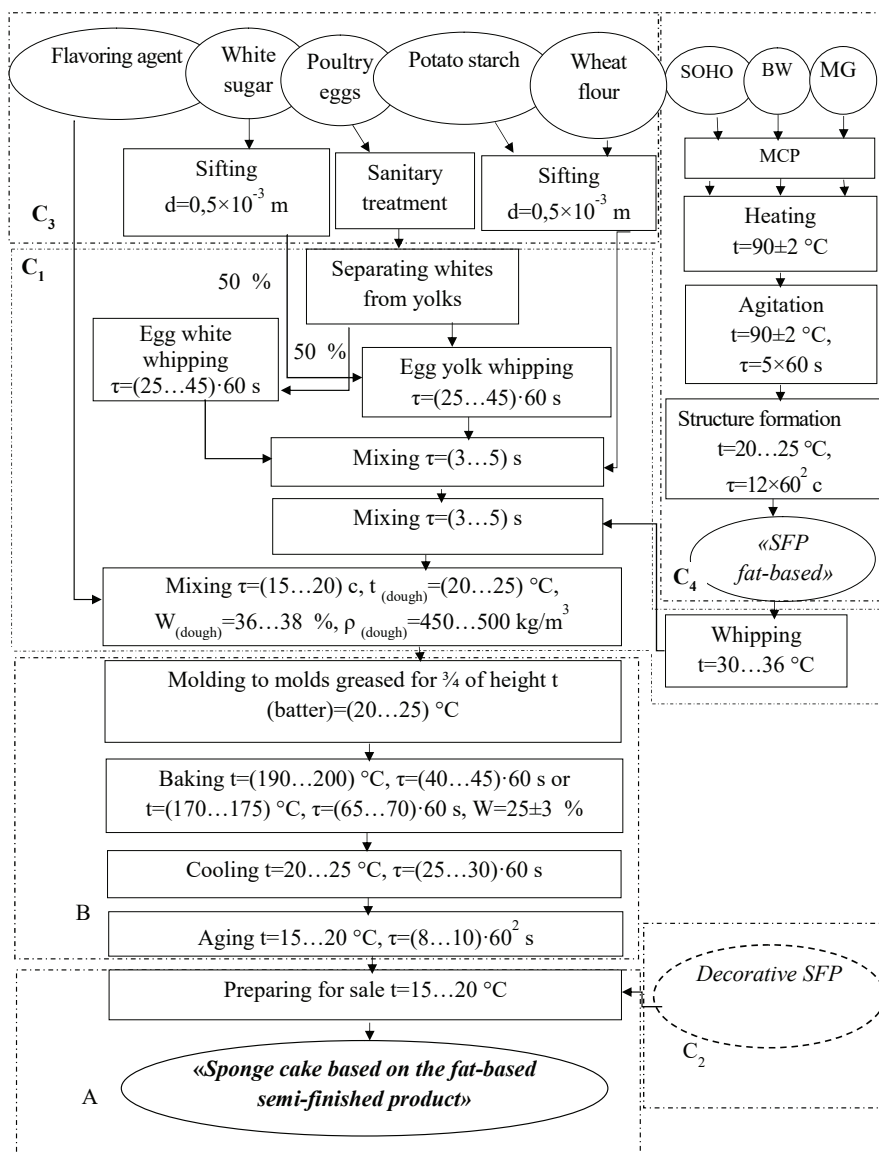 Flavoring agent
White
sugar
Poultry
eggs
Potato starch
Wheat
flour
SOHO
BW
MG
Sifting
d=0,5×10⁻³ m
Sanitary
treatment
Sifting
d=0,5×10⁻³ m
MCP
C₃
Heating
t=90±2 °C
C₁
50 %
Separating whites
from yolks
Agitation
t=90±2 °C,
τ=5×60 s
Egg white
whipping
τ=(25…45)·60 s
50 %
Egg yolk whipping
τ=(25…45)·60 s
Structure formation
t=20…25 °C,
τ=12×60² c
Mixing τ=(3…5) s
Mixing τ=(3…5) s
«SFP
fat-based»
C₄
Mixing τ=(15…20) c, t (dough)=(20…25) °C,
W(dough)=36…38 %, ρ (dough)=450…500 kg/m³
Whipping
t=30…36 °C
Molding to molds greased for ¾ of height t
(batter)=(20…25) °C
Baking t=(190…200) °C, τ=(40…45)·60 s or
t=(170…175) °C, τ=(65…70)·60 s, W=25±3 %
Cooling t=20…25 °C, τ=(25…30)·60 s
B
Aging t=15…20 °C, τ=(8…10)·60² s
Preparing for sale t=15…20 °C
Decorative SFP
C₂
«Sponge cake based on the fat-based
semi-finished product»
A